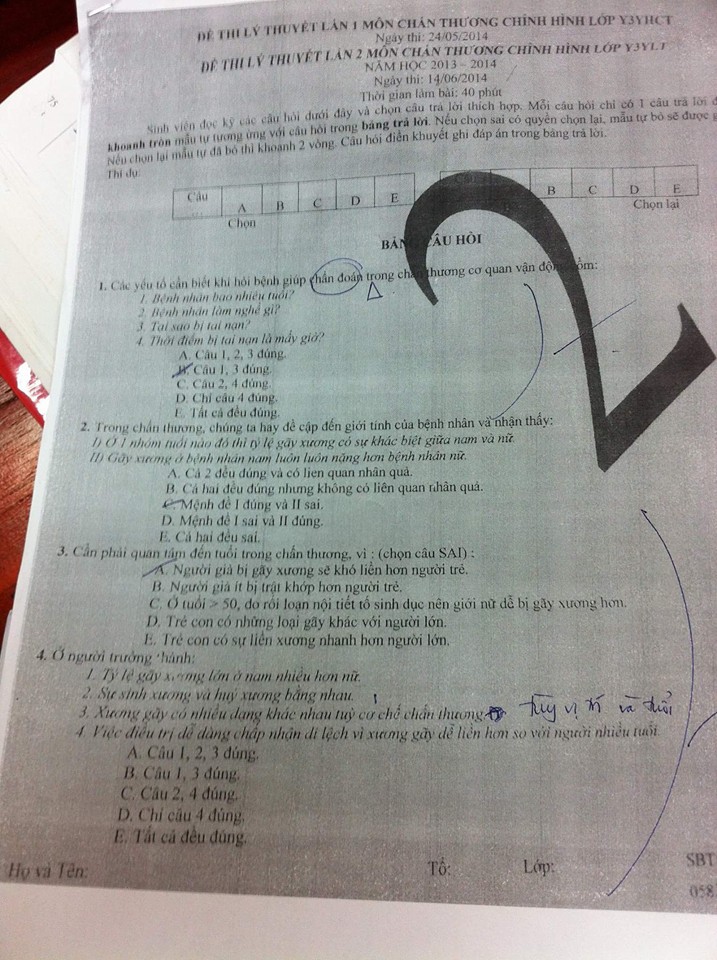 ĐỀ THI LÝ THUYẾT LẦN 1 MÔN CHẤN THƯƠNG CHỈNH HÌNH LỚP Y3YHCT
Ngày thi: 24/05/2014
ĐỀ THI LÝ THUYẾT LẦN 2 MÔN CHẤN THƯƠNG CHỈNH HÌNH LỚP Y3YLT
NĂM HỌC 2013 – 2014
Ngày thi: 14/06/2014
Thời gian làm bài: 40 phút
Sinh viên đọc kỹ các câu hỏi dưới đây và chọn câu trả lời thích hợp. Mỗi câu hỏi chỉ có 1 câu trả lời
khoanh tròn mẫu tự tương ứng với câu hỏi trong bảng trả lời. Nếu chọn sai có quyền chọn lại, mẫu tự bỏ sẽ được
Nếu chọn lại mẫu tự đã bỏ thì khoanh 2 vòng. Câu hỏi điền khuyết ghi đáp án trong bảng trả lời.
Thí dụ:
Câu ... A B C D E B C D E
Chọn Chọn lại
2
BẢNG CÂU HỎI
1. Các yếu tố cần biết khi hỏi bệnh giúp chẩn đoán trong chấn thương cơ quan vận động gồm:
Δ
1. Bệnh nhân bao nhiêu tuổi?
2. Bệnh nhân làm nghề gì?
3. Tại sao bị tai nạn?
4. Thời điểm bị tai nạn là mấy giờ?
A. Câu 1, 2, 3 đúng.
B. Câu 1, 3 đúng.
C. Câu 2, 4 đúng.
D. Chỉ câu 4 đúng.
E. Tất cả đều đúng.
2. Trong chấn thương, chúng ta hay đề cập đến giới tính của bệnh nhân và nhận thấy:
I) Ở 1 nhóm tuổi nào đó thì tỷ lệ gãy xương có sự khác biệt giữa nam và nữ.
II) Gãy xương ở bệnh nhân nam luôn luôn nặng hơn bệnh nhân nữ.
A. Cả 2 đều đúng và có liên quan nhân quả.
B. Cả hai đều đúng nhưng không có liên quan nhân quả.
C. Mệnh đề I đúng và II sai.
D. Mệnh đề I sai và II đúng.
E. Cả hai đều sai.
3. Cần phải quan tâm đến tuổi trong chấn thương, vì : (chọn câu SAI) :
A. Người già bị gãy xương sẽ khó liền hơn người trẻ.
B. Người già ít bị trật khớp hơn người trẻ.
C. Ở tuổi > 50, do rối loạn nội tiết tố sinh dục nên giới nữ dễ bị gãy xương hơn.
D. Trẻ con có những loại gãy khác với người lớn.
E. Trẻ con có sự liền xương nhanh hơn người lớn.
4. Ở người trưởng thành:
1. Tỷ lệ gãy xương lớn ở nam nhiều hơn nữ.
2. Sự sinh xương và huỷ xương bằng nhau.
3. Xương gãy có nhiều dạng khác nhau tuỳ cơ chế chấn thương tùy vị trí và tuổi
4. Việc điều trị dễ dàng chấp nhận di lệch vì xương gãy dễ liền hơn so với người nhiều tuổi.
A. Câu 1, 2, 3 đúng.
B. Câu 1, 3 đúng.
C. Câu 2, 4 đúng.
D. Chỉ câu 4 đúng.
E. Tất cả đều đúng.
Họ và Tên: Tổ: Lớp: SBT
058